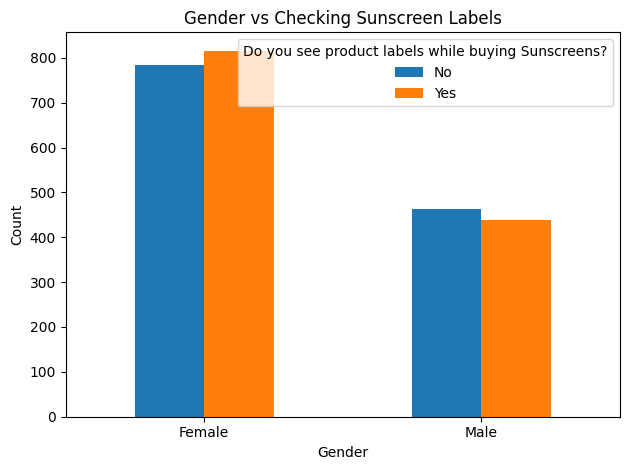 Gender vs Checking Sunscreen Labels
Do you see product labels while buying Sunscreens?
No
Yes
800
700
600
500
400
300
200
100
0
Count
Female
Male
Gender